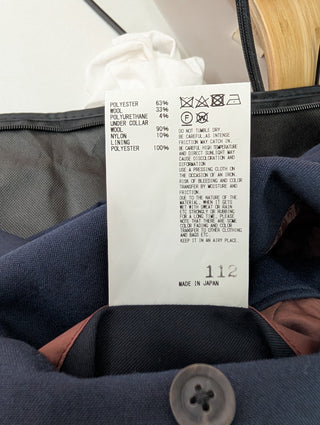 POLYESTER 63%
WOOL 33%
POLYURETHANE 4%
UNDER COLLAR
WOOL 90%
NYLON 10%
LINING
POLYESTER 100%
DO NOT TUMBLE DRY.
BE CAREFUL,AS INTENSE
FRICTION MAY CATCH IN.
BE CAREFUL HIGH TEMPERATURE
AND DIRECT SUNLIGHT MAY
CAUSE DISCOLORATION AND
DIFORMATION
USE A PRESSING CLOTH ON
THE OCCASION OF AN IRON.
RISK OF BLEEDING AND COLOR
TRANSFER BY MOISTURE AND
FRICTION.
DUE TO THE NATURE OF THE
MATERIAL, WHEN IT GETS
WET WITH SWEAT OR RAIN
ETC STRONGLY OR RUBBING
FOR A LONG TIME, PLEASE
NOTE THAT THERE ARE SOME
COLOR FADING AND COLOR
TRANSFER TO OTHER CLOTHING
AND BAGS ETC.
KEEP IT IN AN AIRY PLACE.
112
MADE IN JAPAN